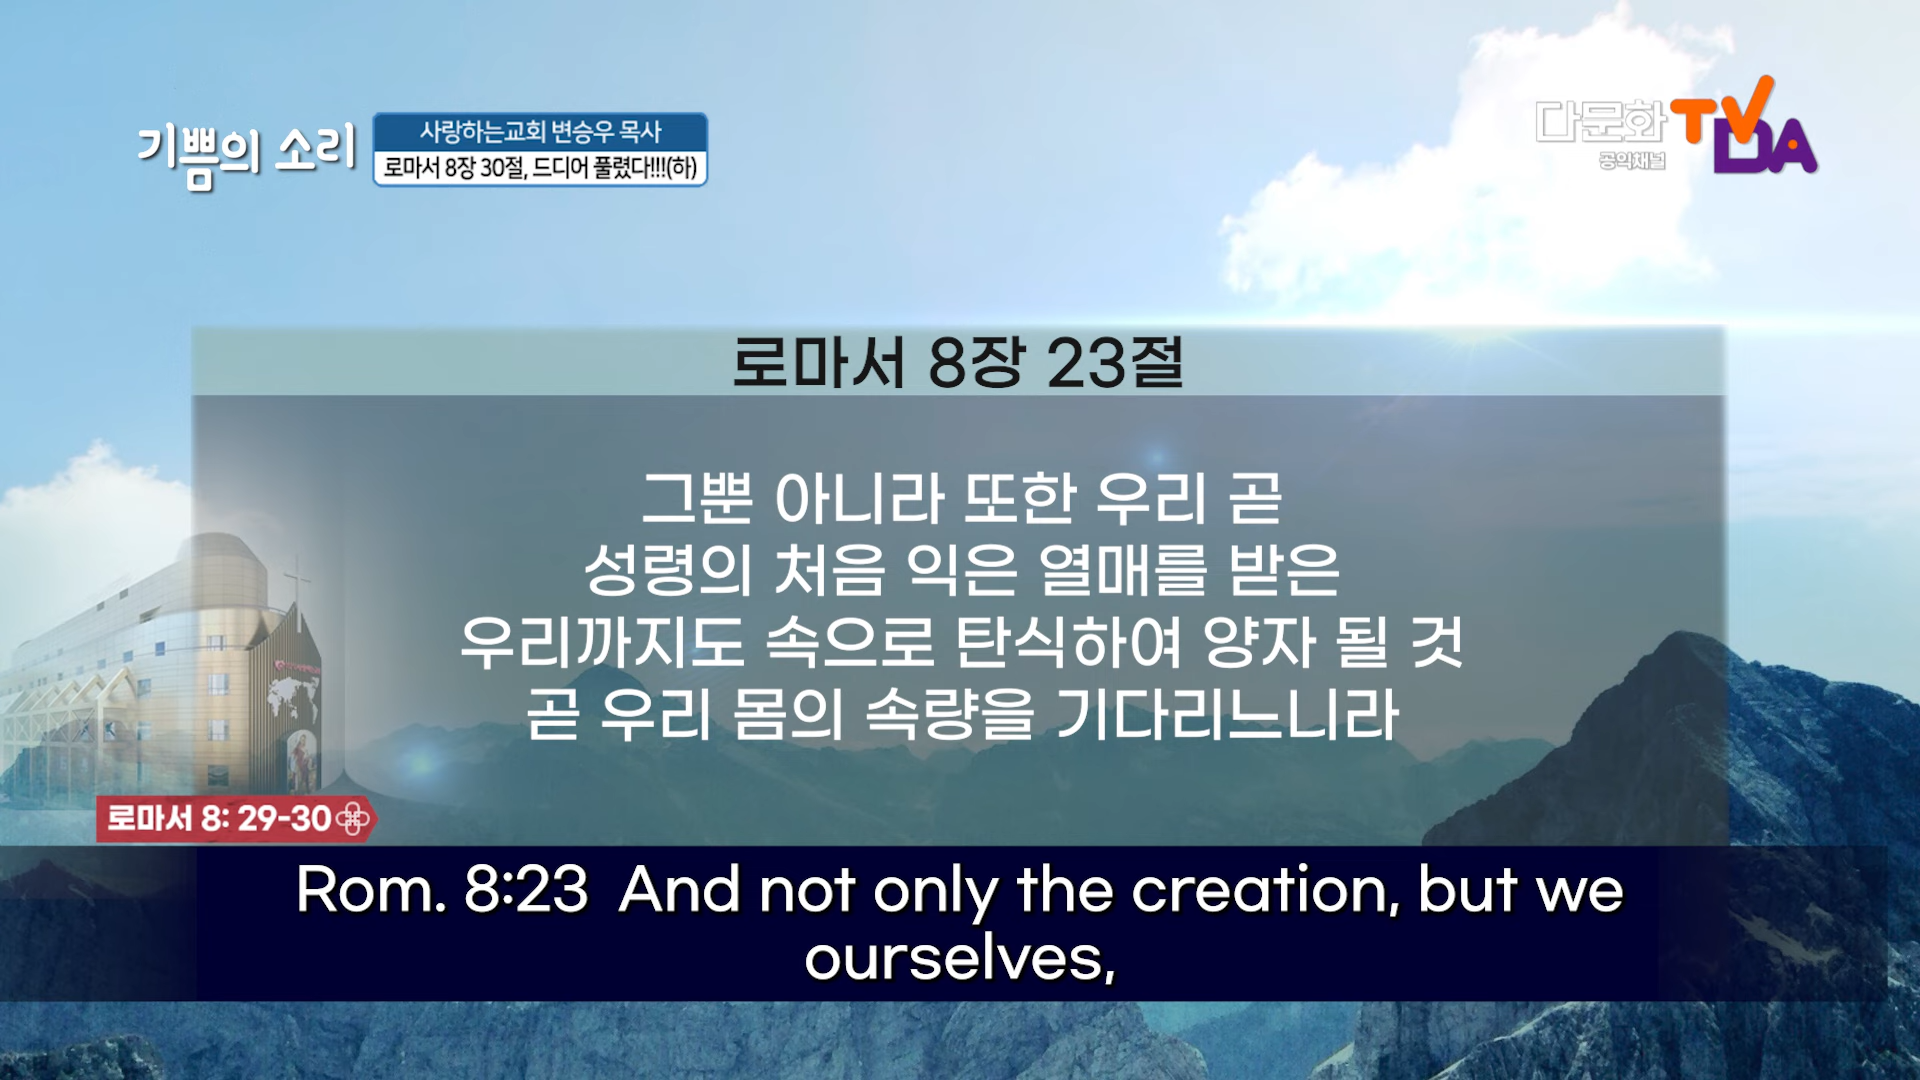 기쁨의 소리
사랑하는교회 변승우 목사
로마서 8장 30절, 드디어 풀렸다!!!(하)
다문화 TV
공익채널 DA
로마서 8장 23절
그뿐 아니라 또한 우리 곧
성령의 처음 익은 열매를 받은
우리까지도 속으로 탄식하여 양자 될 것
곧 우리 몸의 속량을 기다리느니라
로마서 8: 29-30
Rom. 8:23 And not only the creation, but we
ourselves,